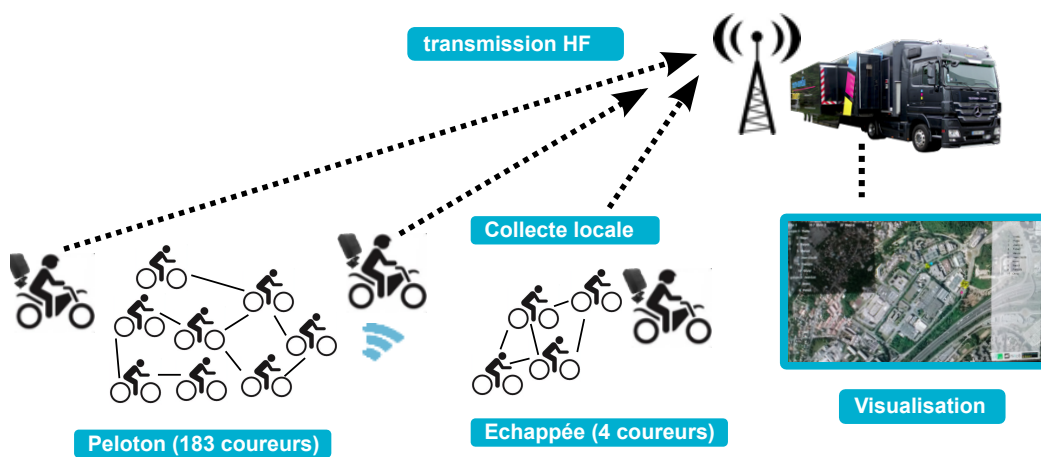 transmission HF
Collecte locale
Peloton (183 coureurs)
Echappée (4 coureurs)
Visualisation